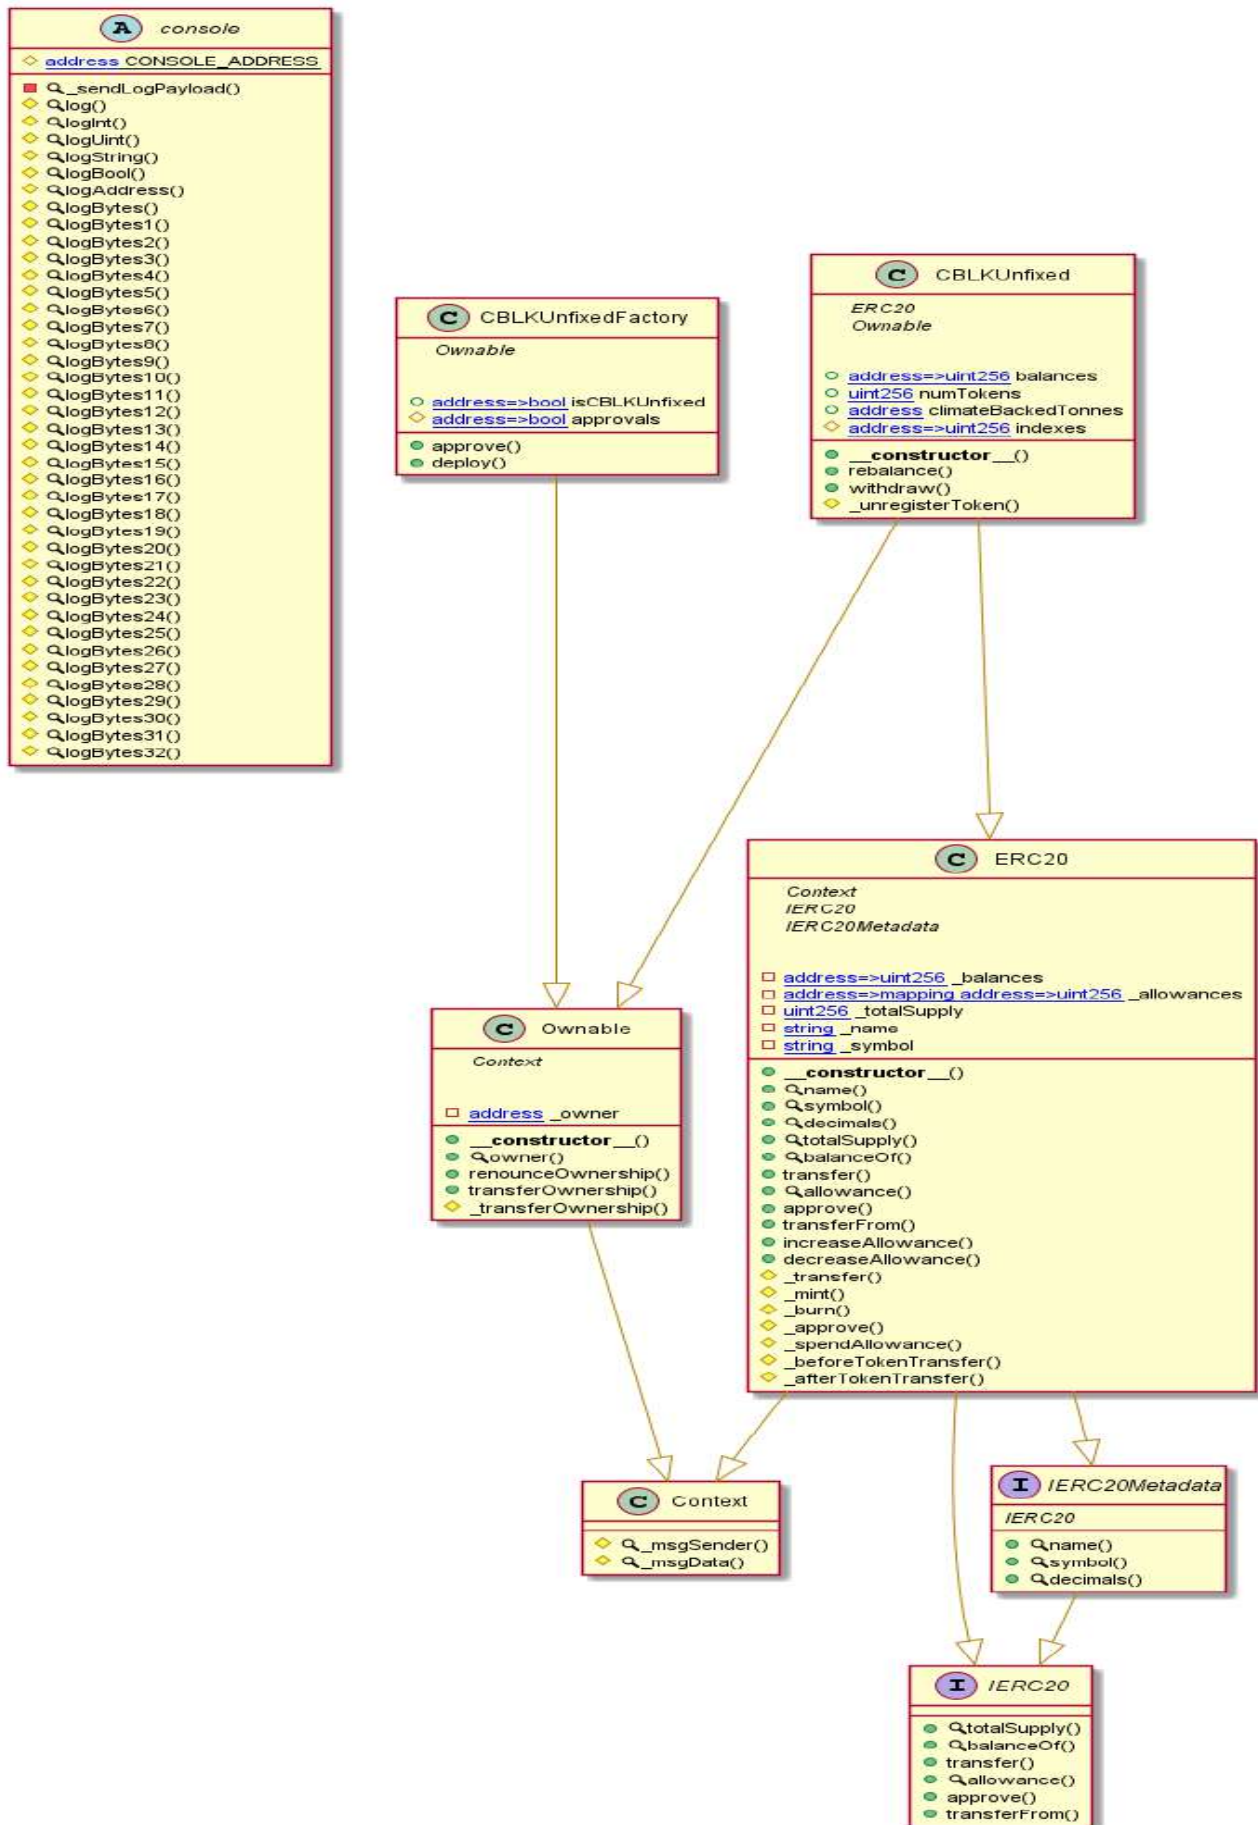 A console
address CONSOLE_ADDRESS
_sendLogPayload()
log()
logInt()
logUint()
logString()
logBool()
logAddress()
logBytes()
logBytes1()
logBytes2()
logBytes3()
logBytes4()
logBytes5()
logBytes6()
logBytes7()
logBytes8()
logBytes9()
logBytes10()
logBytes11()
logBytes12()
logBytes13()
logBytes14()
logBytes15()
logBytes16()
logBytes17()
logBytes18()
logBytes19()
logBytes20()
logBytes21()
logBytes22()
logBytes23()
logBytes24()
logBytes25()
logBytes26()
logBytes27()
logBytes28()
logBytes29()
logBytes30()
logBytes31()
logBytes32()
C CBLKUnfixedFactory
Ownable
address=>bool isCBLKUnfixed
address=>bool approvals
approve()
deploy()
C CBLKUnfixed
ERC20
Ownable
address=>uint256 balances
uint256 numTokens
address climateBackedTonnes
address=>uint256 indexes
__constructor__()
rebalance()
withdraw()
_unregisterToken()
C ERC20
Context
IERC20
IERC20Metadata
address=>uint256 _balances
address=>mapping address=>uint256 _allowances
uint256 _totalSupply
string _name
string _symbol
__constructor__()
name()
symbol()
decimals()
totalSupply()
balanceOf()
transfer()
allowance()
approve()
transferFrom()
increaseAllowance()
decreaseAllowance()
_transfer()
_mint()
_burn()
_approve()
_spendAllowance()
_beforeTokenTransfer()
_afterTokenTransfer()
C Ownable
Context
address _owner
__constructor__()
owner()
renounceOwnership()
transferOwnership()
_transferOwnership()
C Context
_msgSender()
_msgData()
I IERC20Metadata
IERC20
name()
symbol()
decimals()
I IERC20
totalSupply()
balanceOf()
transfer()
allowance()
approve()
transferFrom()